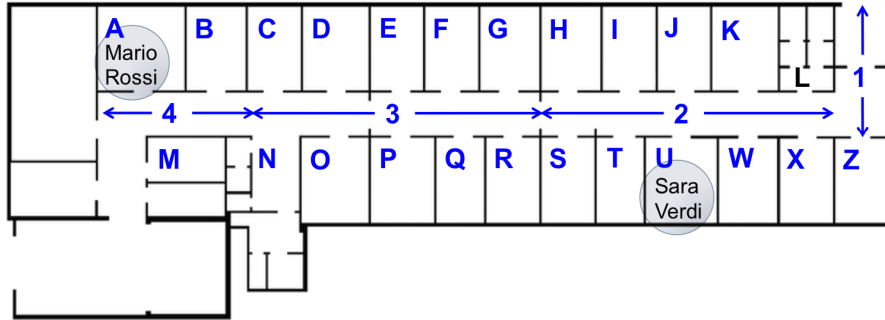 A B C D E F G H I J K
Mario
Rossi
L
1
4 3 2
M N O P Q R S T U W X Z
Sara
Verdi